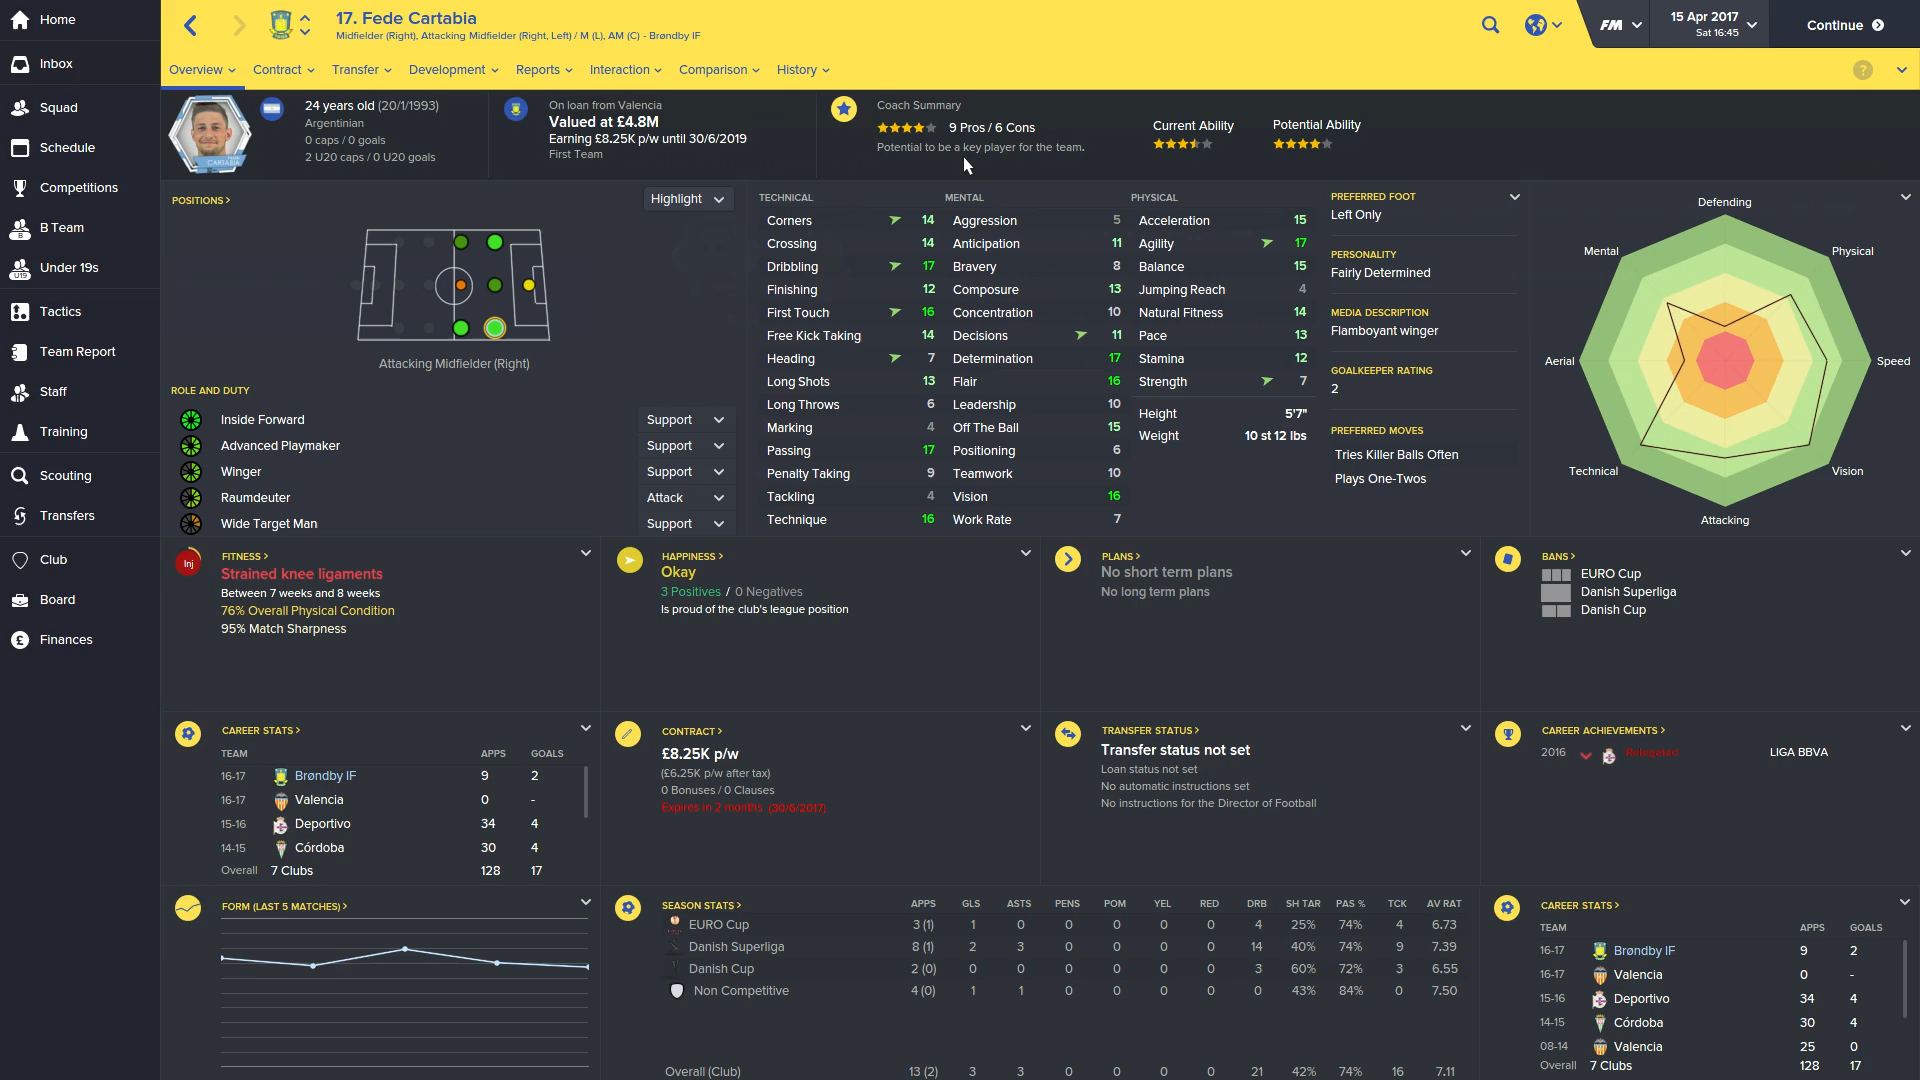 Home
Inbox
Squad
Schedule
Competitions
B Team
Under 19s
Tactics
Team Report
Staff
Training
Scouting
Transfers
Club
Board
Finances
17. Fede Cartabia
Midfielder (Right), Attacking Midfielder (Right, Left) / M (L), AM (C) - Brøndby IF
FM
15 Apr 2017
Sat 16:45
Continue
Overview Contract Transfer Development Reports Interaction Comparison History
?
24 years old (20/1/1993)
Argentinian
0 caps / 0 goals
2 U20 caps / 0 U20 goals
On loan from Valencia
Valued at £4.8M
Earning £8.25K p/w until 30/6/2019
First Team
Coach Summary
9 Pros / 6 Cons
Potential to be a key player for the team.
Current Ability
Potential Ability
POSITIONS >
Highlight
Attacking Midfielder (Right)
ROLE AND DUTY
Inside Forward Support
Advanced Playmaker Support
Winger Support
Raumdeuter Attack
Wide Target Man Support
TECHNICAL
Corners 14
Crossing 14
Dribbling 17
Finishing 12
First Touch 16
Free Kick Taking 14
Heading 7
Long Shots 13
Long Throws 6
Marking 4
Passing 17
Penalty Taking 9
Tackling 4
Technique 16
MENTAL
Aggression 5
Anticipation 11
Bravery 8
Composure 13
Concentration 10
Decisions 11
Determination 17
Flair 16
Leadership 10
Off The Ball 15
Positioning 6
Teamwork 10
Vision 16
Work Rate 7
PHYSICAL
Acceleration 15
Agility 17
Balance 15
Jumping Reach 4
Natural Fitness 14
Pace 13
Stamina 12
Strength 7
Height 5'7"
Weight 10 st 12 lbs
PREFERRED FOOT
Left Only
PERSONALITY
Fairly Determined
MEDIA DESCRIPTION
Flamboyant winger
GOALKEEPER RATING
2
PREFERRED MOVES
Tries Killer Balls Often
Plays One-Twos
Defending
Physical
Speed
Vision
Attacking
Technical
Aerial
Mental
Inj
FITNESS >
Strained knee ligaments
Between 7 weeks and 8 weeks
76% Overall Physical Condition
95% Match Sharpness
HAPPINESS >
Okay
3 Positives / 0 Negatives
Is proud of the club's league position
PLANS >
No short term plans
No long term plans
BANS >
EURO Cup
Danish Superliga
Danish Cup
CAREER STATS >
TEAM APPS GOALS
16-17 Brøndby IF 9 2
16-17 Valencia 0 -
15-16 Deportivo 34 4
14-15 Córdoba 30 4
Overall 7 Clubs 128 17
CONTRACT >
£8.25K p/w
(£6.25K p/w after tax)
0 Bonuses / 0 Clauses
Expires in 2 months (30/6/2017)
TRANSFER STATUS >
Transfer status not set
Loan status not set
No automatic instructions set
No instructions for the Director of Football
CAREER ACHIEVEMENTS >
2016 Relegated LIGA BBVA
FORM (LAST 5 MATCHES) >
SEASON STATS > APPS GLS ASTS PENS POM YEL RED DRB SH TAR PAS % TCK AV RAT
EURO Cup 3 (1) 1 0 0 0 0 0 4 25% 74% 4 6.73
Danish Superliga 8 (1) 2 3 0 0 0 0 14 40% 74% 9 7.39
Danish Cup 2 (0) 0 0 0 0 0 0 3 60% 72% 3 6.55
Non Competitive 4 (0) 1 1 0 0 0 0 0 43% 84% 0 7.50
Overall (Club) 13 (2) 3 3 0 0 0 0 21 42% 74% 16 7.11
CAREER STATS >
TEAM APPS GOALS
16-17 Brøndby IF 9 2
16-17 Valencia 0 -
15-16 Deportivo 34 4
14-15 Córdoba 30 4
08-14 Valencia 25 0
Overall 7 Clubs 128 17